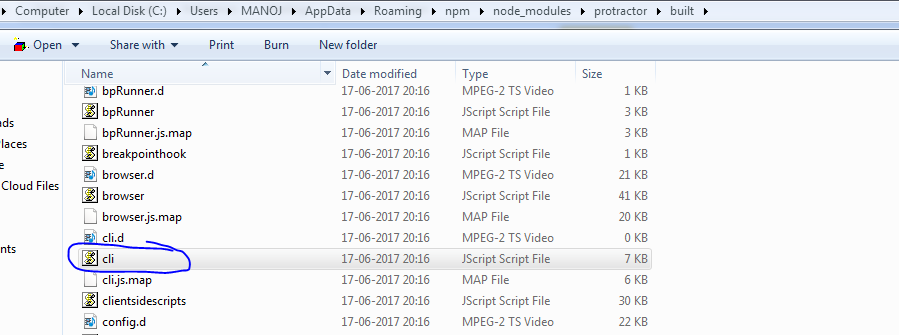 Computer ▸ Local Disk (C:) ▸ Users ▸ MANOJ ▸ AppData ▸ Roaming ▸ npm ▸ node_modules ▸ protractor ▸ built ▸
Open Share with Print Burn New folder
Name Date modified Type Size
bpRunner.d 17-06-2017 20:16 MPEG-2 TS Video 1 KB
nds bpRunner 17-06-2017 20:16 JScript Script File 3 KB
laces bpRunner.js.map 17-06-2017 20:16 MAP File 3 KB
e breakpointhook 17-06-2017 20:16 JScript Script File 1 KB
Cloud Files browser.d 17-06-2017 20:16 MPEG-2 TS Video 21 KB
browser 17-06-2017 20:16 JScript Script File 41 KB
browser.js.map 17-06-2017 20:16 MAP File 20 KB
cli.d 17-06-2017 20:16 MPEG-2 TS Video 0 KB
nts cli 17-06-2017 20:16 JScript Script File 7 KB
cli.js.map 17-06-2017 20:16 MAP File 6 KB
clientsidescripts 17-06-2017 20:16 JScript Script File 30 KB
config.d 17-06-2017 20:16 MPEG-2 TS Video 22 KB